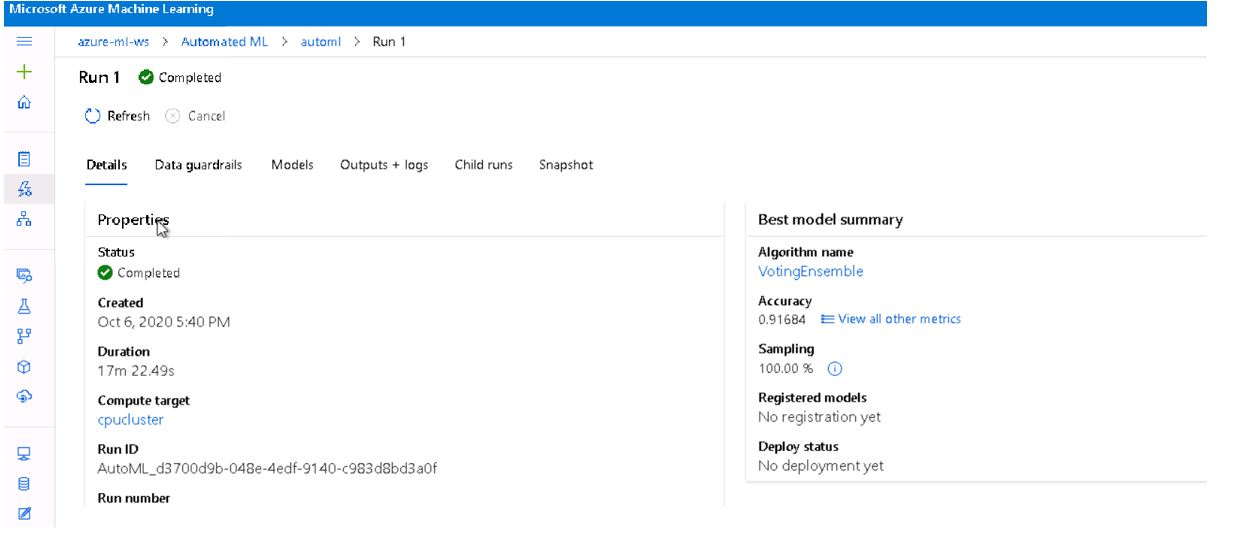 Microsoft Azure Machine Learning
azure-ml-ws > Automated ML > automl > Run 1
Run 1 Completed
Refresh Cancel
Details Data guardrails Models Outputs + logs Child runs Snapshot
Properties
Status
Completed
Created
Oct 6, 2020 5:40 PM
Duration
17m 22.49s
Compute target
cpucluster
Run ID
AutoML_d3700d9b-048e-4edf-9140-c983d8bd3a0f
Run number
Best model summary
Algorithm name
VotingEnsemble
Accuracy
0.91684 View all other metrics
Sampling
100.00 %
Registered models
No registration yet
Deploy status
No deployment yet